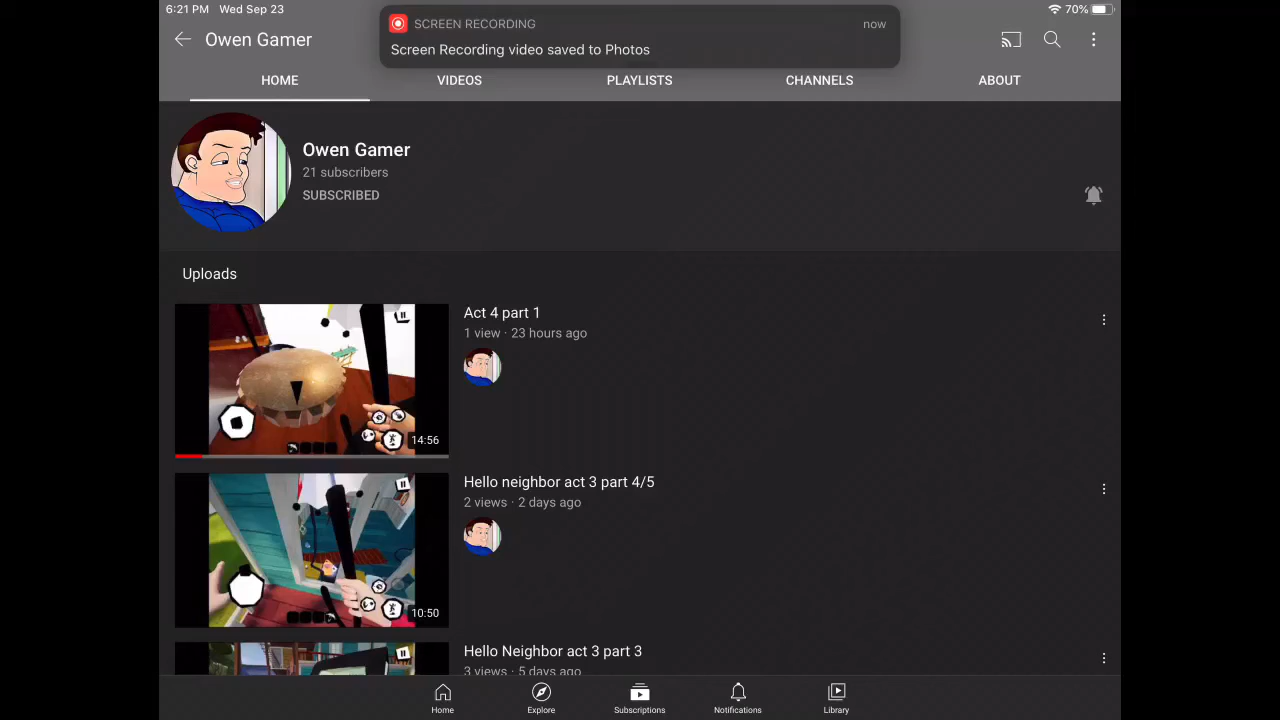 6:21 PM Wed Sep 23
70%
SCREEN RECORDING
now
Screen Recording video saved to Photos
Owen Gamer
HOME VIDEOS PLAYLISTS CHANNELS ABOUT
Owen Gamer
21 subscribers
SUBSCRIBED
Uploads
Act 4 part 1
1 view · 23 hours ago
14:56
Hello neighbor act 3 part 4/5
2 views · 2 days ago
10:50
Hello Neighbor act 3 part 3
3 views · 5 days ago
Home Explore Subscriptions Notifications Library